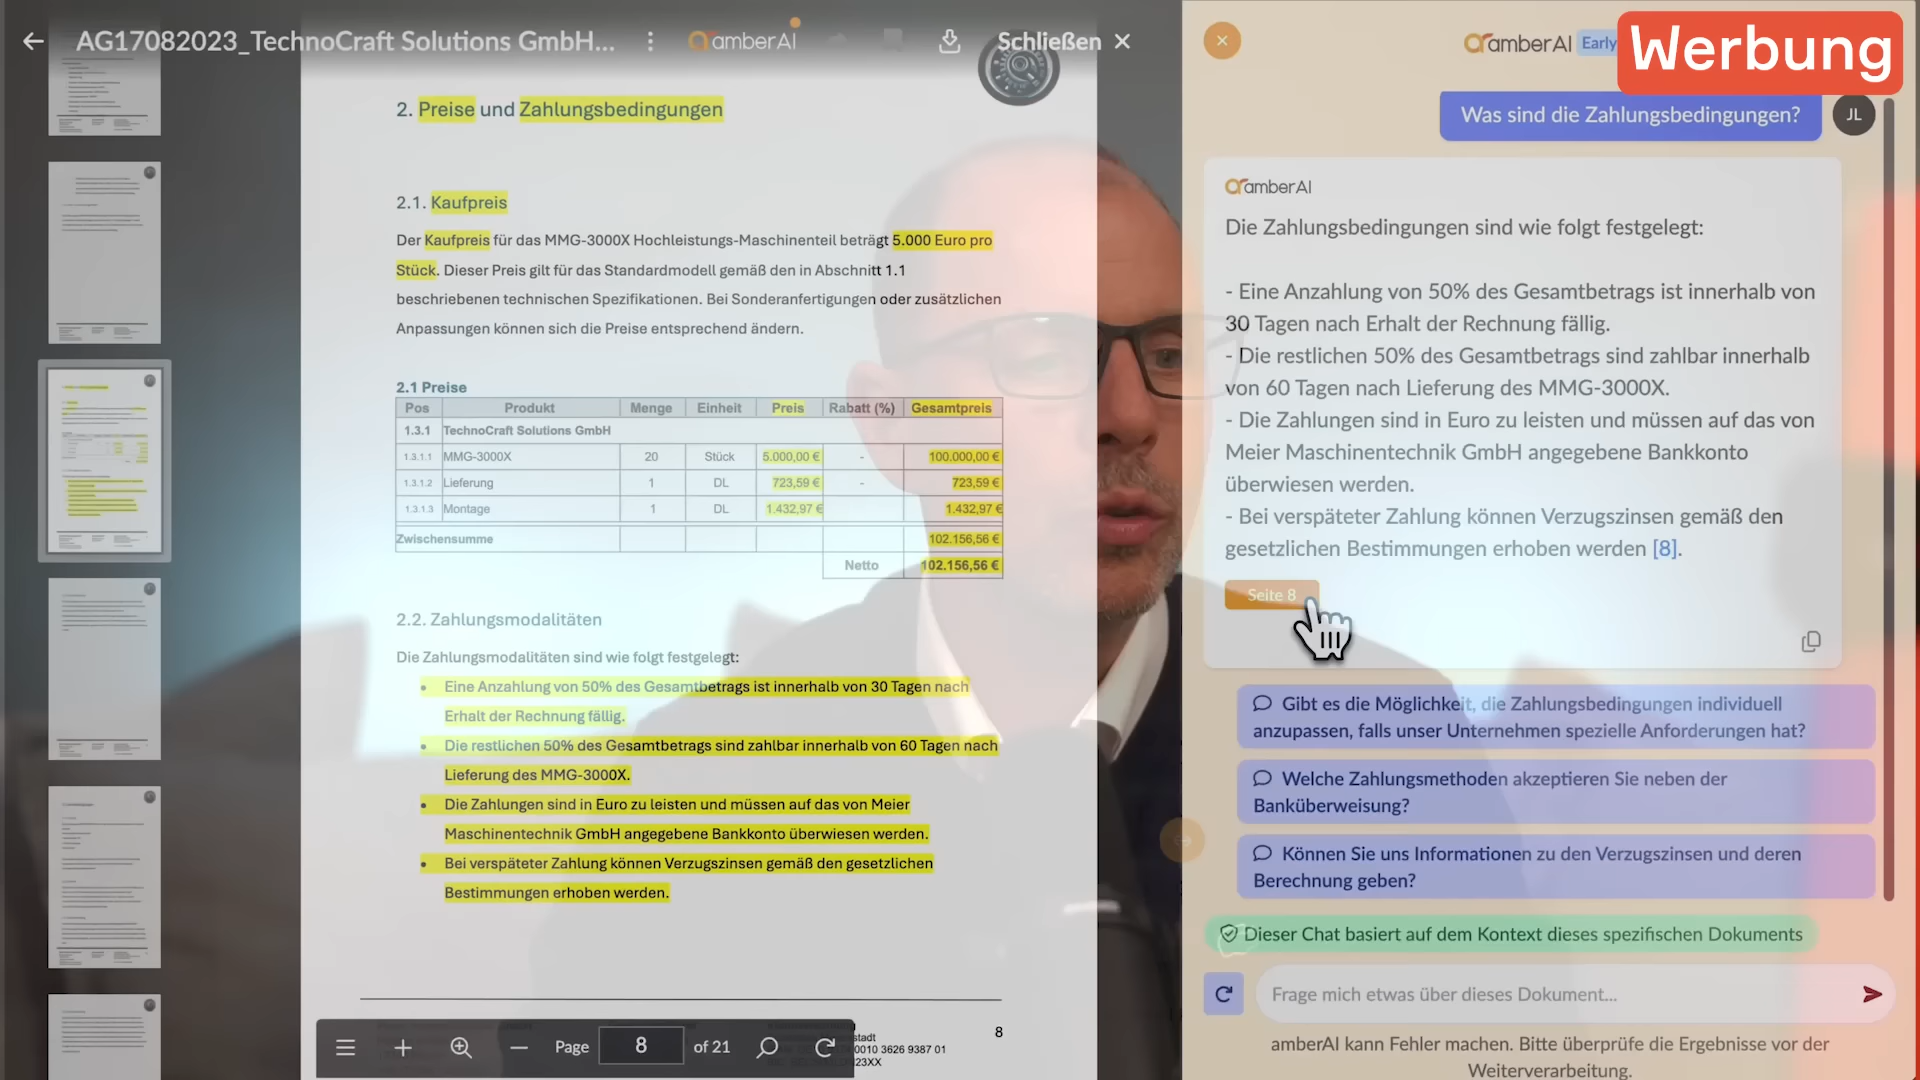 AG17082023_TechnoCraft Solutions GmbH...
amberAI
Schließen
2. Preise und Zahlungsbedingungen
2.1. Kaufpreis
Der Kaufpreis für das MMG-3000X Hochleistungs-Maschinenteil beträgt 5.000 Euro pro
Stück. Dieser Preis gilt für das Standardmodell gemäß den in Abschnitt 1.1
beschriebenen technischen Spezifikationen. Bei Sonderanfertigungen oder zusätzlichen
Anpassungen können sich die Preise entsprechend ändern.
2.1 Preise
Pos Produkt Menge Einheit Preis Rabatt (%) Gesamtpreis
1.3.1 TechnoCraft Solutions GmbH
1.3.1.1 MMG-3000X 20 Stück 5.000,00 € - 100.000,00 €
1.3.1.2 Lieferung 1 DL 723,59 € - 723,59 €
1.3.1.3 Montage 1 DL 1.432,97 € 1.432,97 €
Zwischensumme 102.156,56 €
Netto 102.156,56 €
2.2. Zahlungsmodalitäten
Die Zahlungsmodalitäten sind wie folgt festgelegt:
• Eine Anzahlung von 50% des Gesamtbetrags ist innerhalb von 30 Tagen nach
Erhalt der Rechnung fällig.
• Die restlichen 50% des Gesamtbetrags sind zahlbar innerhalb von 60 Tagen nach
Lieferung des MMG-3000X.
• Die Zahlungen sind in Euro zu leisten und müssen auf das von Meier
Maschinentechnik GmbH angegebene Bankkonto überwiesen werden.
• Bei verspäteter Zahlung können Verzugszinsen gemäß den gesetzlichen
Bestimmungen erhoben werden.
8
0010 3626 9387 01
Page 8 of 21
amberAI Early
Werbung
Was sind die Zahlungsbedingungen?
JL
amberAI
Die Zahlungsbedingungen sind wie folgt festgelegt:
- Eine Anzahlung von 50% des Gesamtbetrags ist innerhalb von
30 Tagen nach Erhalt der Rechnung fällig.
- Die restlichen 50% des Gesamtbetrags sind zahlbar innerhalb
von 60 Tagen nach Lieferung des MMG-3000X.
- Die Zahlungen sind in Euro zu leisten und müssen auf das von
Meier Maschinentechnik GmbH angegebene Bankkonto
überwiesen werden.
- Bei verspäteter Zahlung können Verzugszinsen gemäß den
gesetzlichen Bestimmungen erhoben werden [8].
Seite 8
Gibt es die Möglichkeit, die Zahlungsbedingungen individuell
anzupassen, falls unser Unternehmen spezielle Anforderungen hat?
Welche Zahlungsmethoden akzeptieren Sie neben der
Banküberweisung?
Können Sie uns Informationen zu den Verzugszinsen und deren
Berechnung geben?
Dieser Chat basiert auf dem Kontext dieses spezifischen Dokuments
Frage mich etwas über dieses Dokument...
amberAI kann Fehler machen. Bitte überprüfe die Ergebnisse vor der
Weiterverarbeitung.